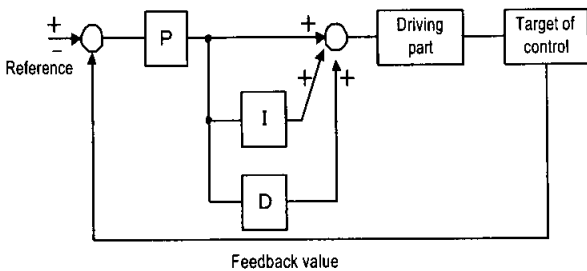 +
−
Reference
P
+
+
+
I
D
Driving
part
Target of
control
Feedback value